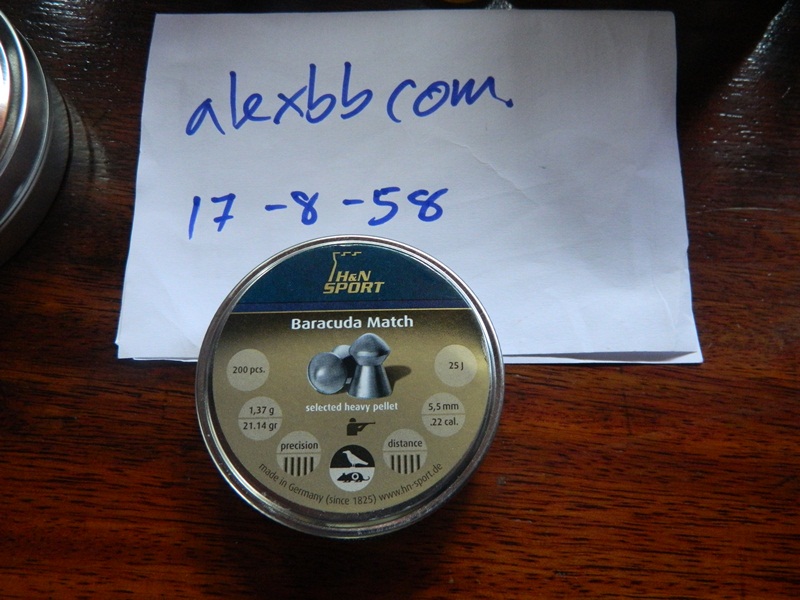 alexbb com.
17 -8 -58
H&N
SPORT
Baracuda Match
200 pcs.
25 J
selected heavy pellet
1,37 g
21.14 gr
5,5 mm
.22 cal.
precision
distance
made in Germany (since 1825) www.hn-sport.de